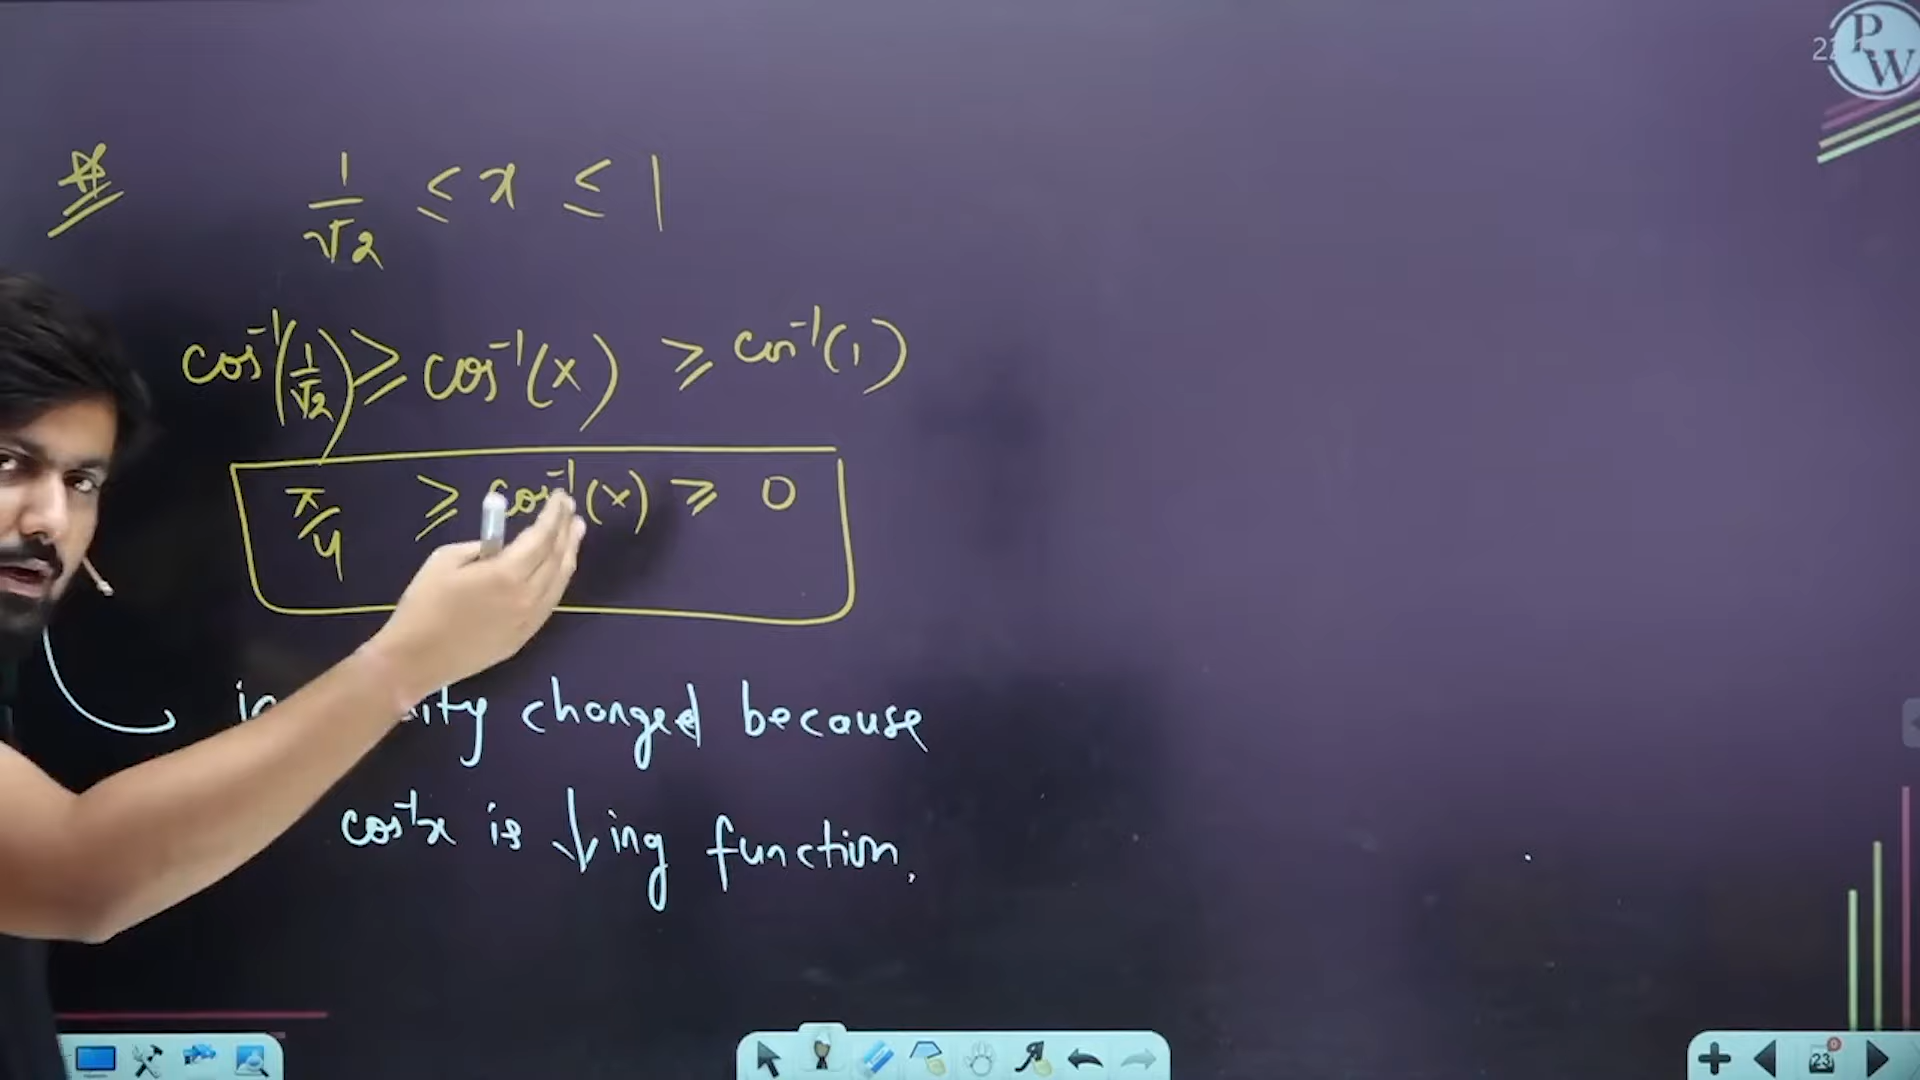 PW
1/√2 ≤ x ≤ 1
cos⁻¹(1/√2) ≥ cos⁻¹(x) ≥ cos⁻¹(1)
π/4 ≥ cos⁻¹(x) ≥ 0
changed because
cos⁻¹x is ↓ing function.
23